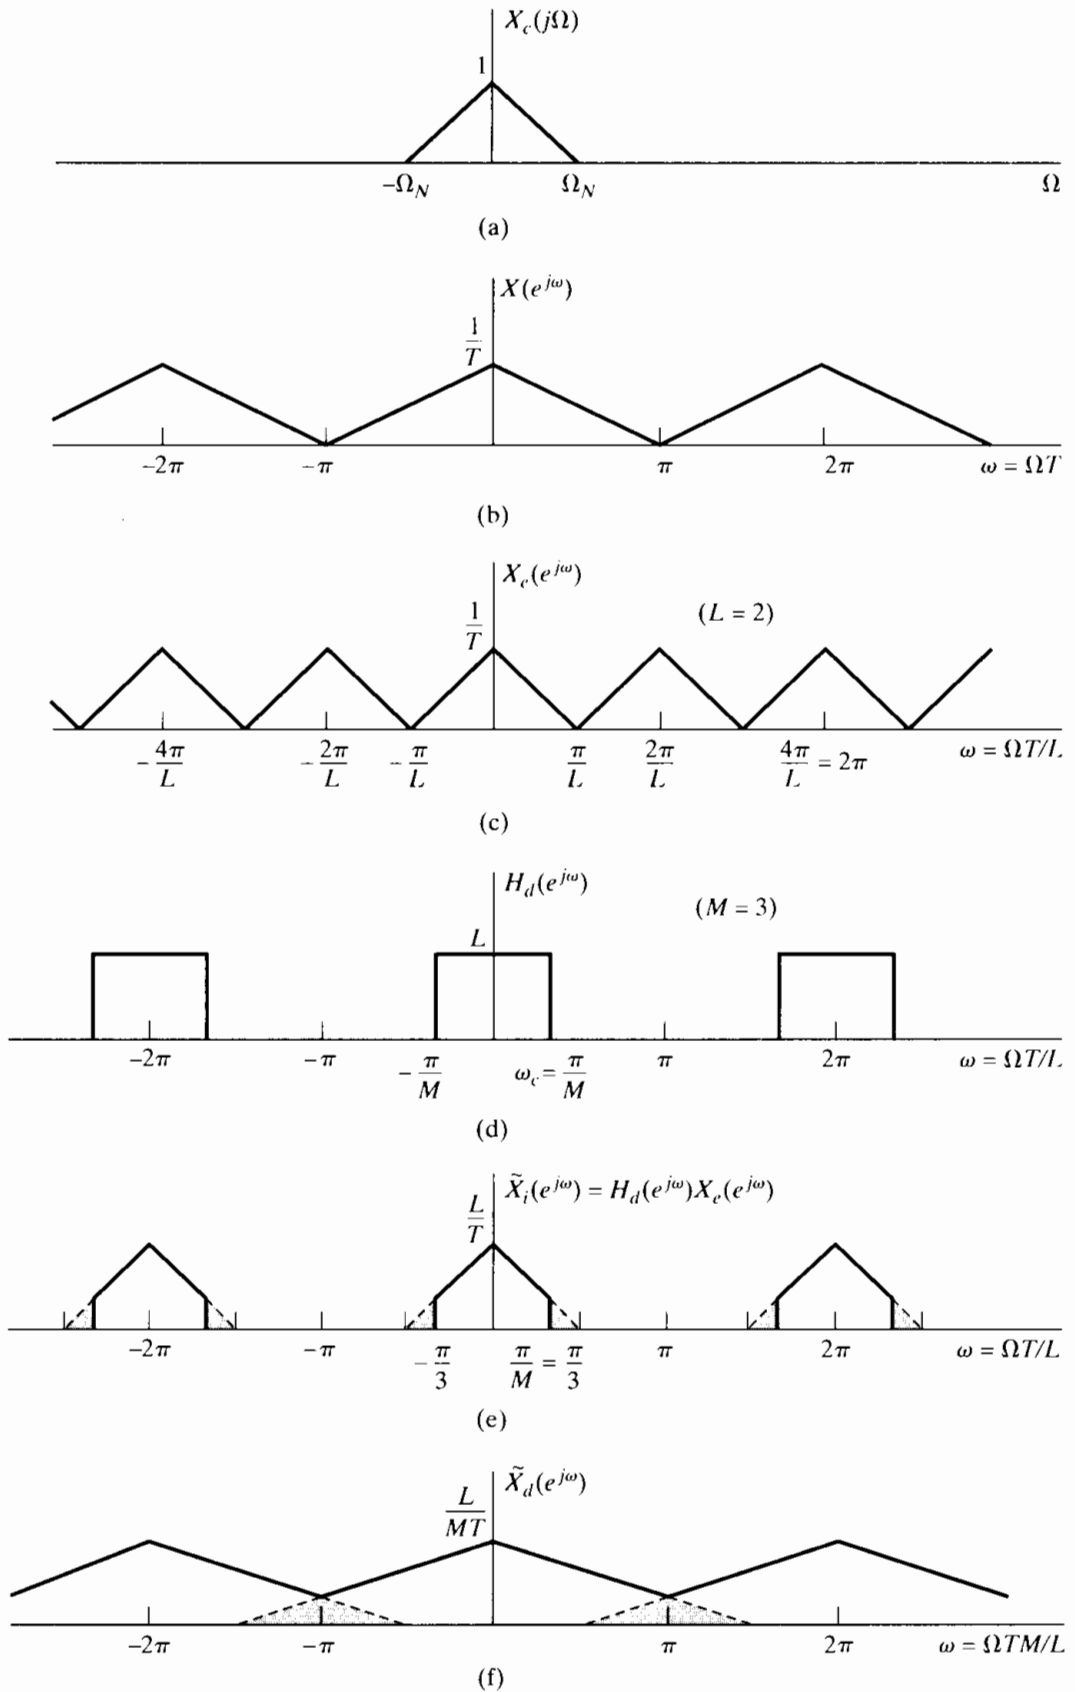 X_c(jΩ)
1
−Ω_N Ω_N Ω
(a)
X(e^{jω})
1/T
−2π −π π 2π ω = ΩT
(b)
X_e(e^{jω})
(L = 2)
1/T
−4π/L −2π/L −π/L π/L 2π/L 4π/L = 2π ω = ΩT/L
(c)
H_d(e^{jω})
(M = 3)
L
−2π −π −π/M ω_c = π/M π 2π ω = ΩT/L
(d)
X̃_i(e^{jω}) = H_d(e^{jω})X_e(e^{jω})
L/T
−2π −π −π/3 π/M = π/3 π 2π ω = ΩT/L
(e)
X̃_d(e^{jω})
L/MT
−2π −π π 2π ω = ΩTM/L
(f)